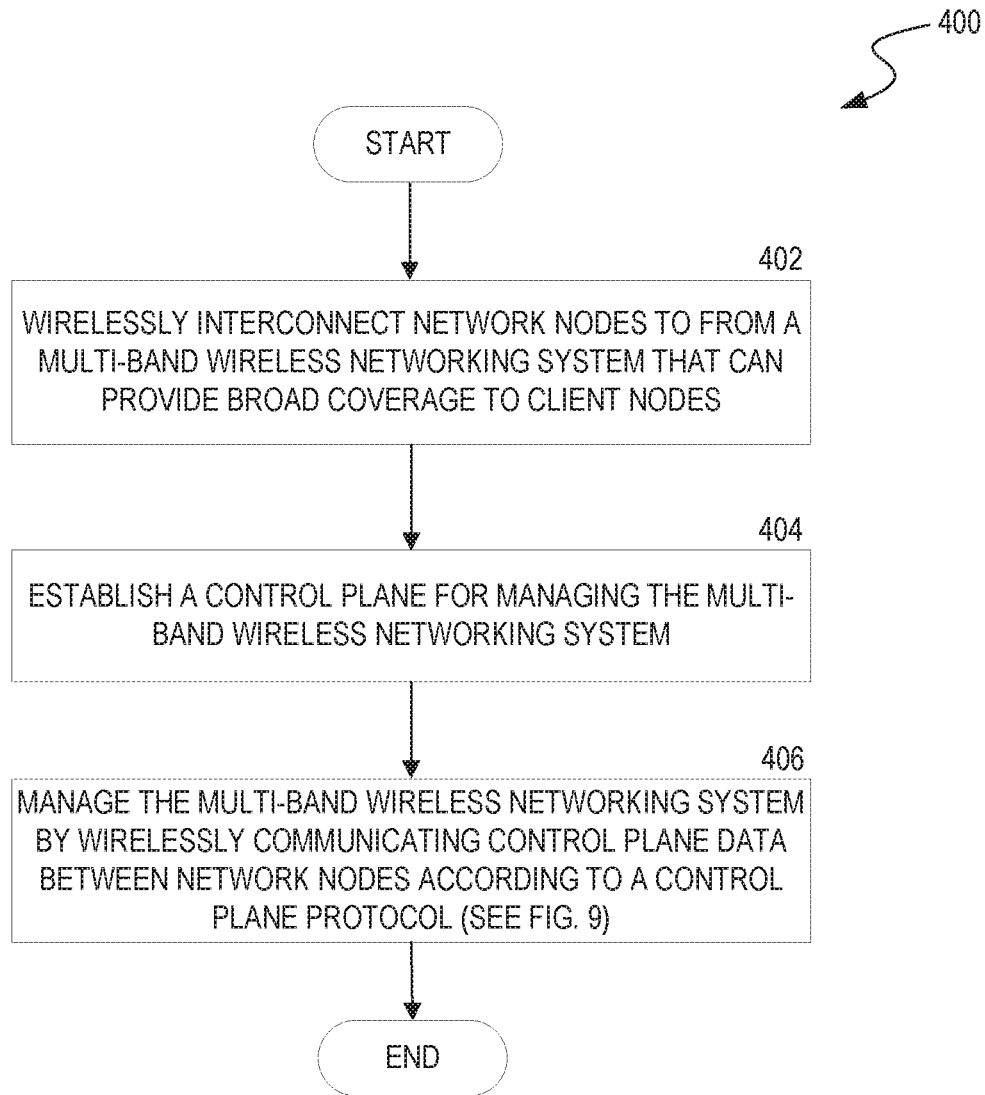 400
START
402
WIRELESSLY INTERCONNECT NETWORK NODES TO FROM A
MULTI-BAND WIRELESS NETWORKING SYSTEM THAT CAN
PROVIDE BROAD COVERAGE TO CLIENT NODES
404
ESTABLISH A CONTROL PLANE FOR MANAGING THE MULTI-
BAND WIRELESS NETWORKING SYSTEM
406
MANAGE THE MULTI-BAND WIRELESS NETWORKING SYSTEM
BY WIRELESSLY COMMUNICATING CONTROL PLANE DATA
BETWEEN NETWORK NODES ACCORDING TO A CONTROL
PLANE PROTOCOL (SEE FIG. 9)
END